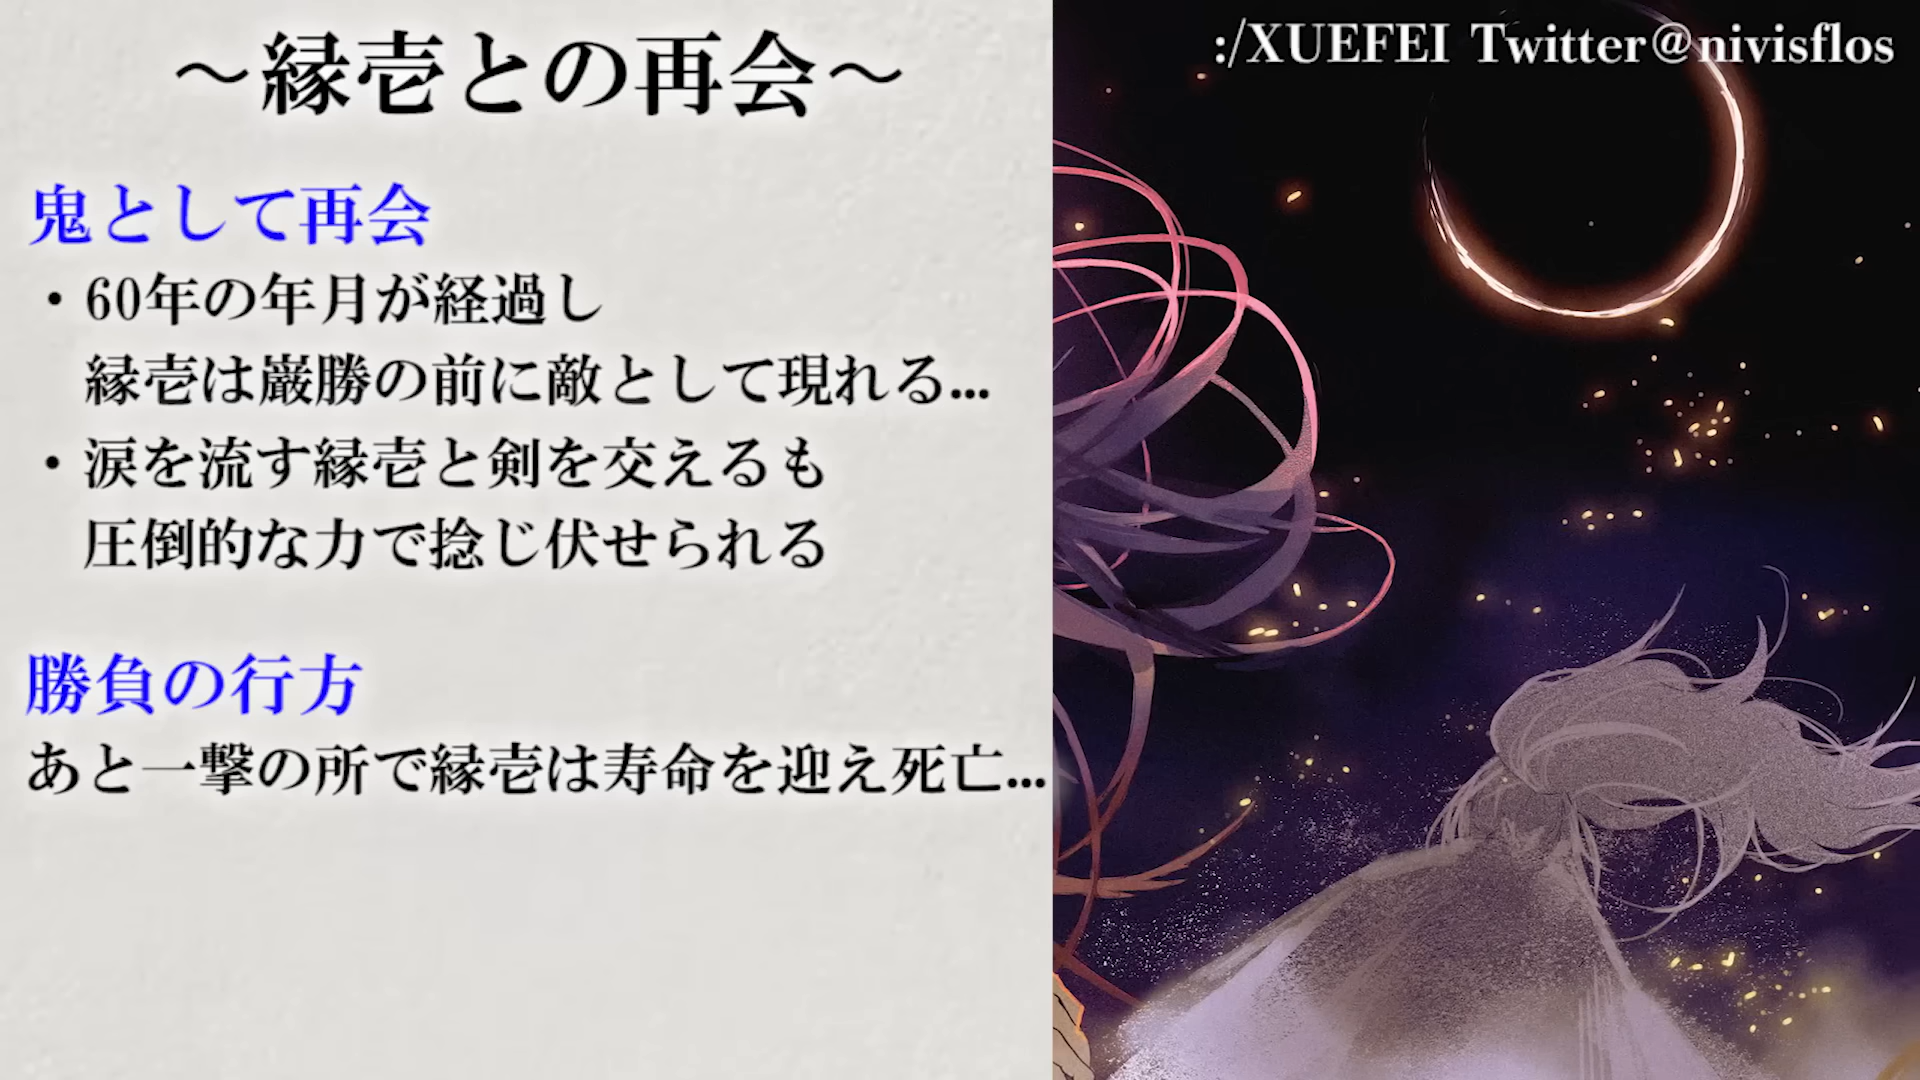 ～縁壱との再会～
鬼として再会
・60年の年月が経過し
縁壱は巌勝の前に敵として現れる...
・涙を流す縁壱と剣を交えるも
圧倒的な力で捻じ伏せられる
勝負の行方
あと一撃の所で縁壱は寿命を迎え死亡...
:/XUEFEI Twitter@nivisflos